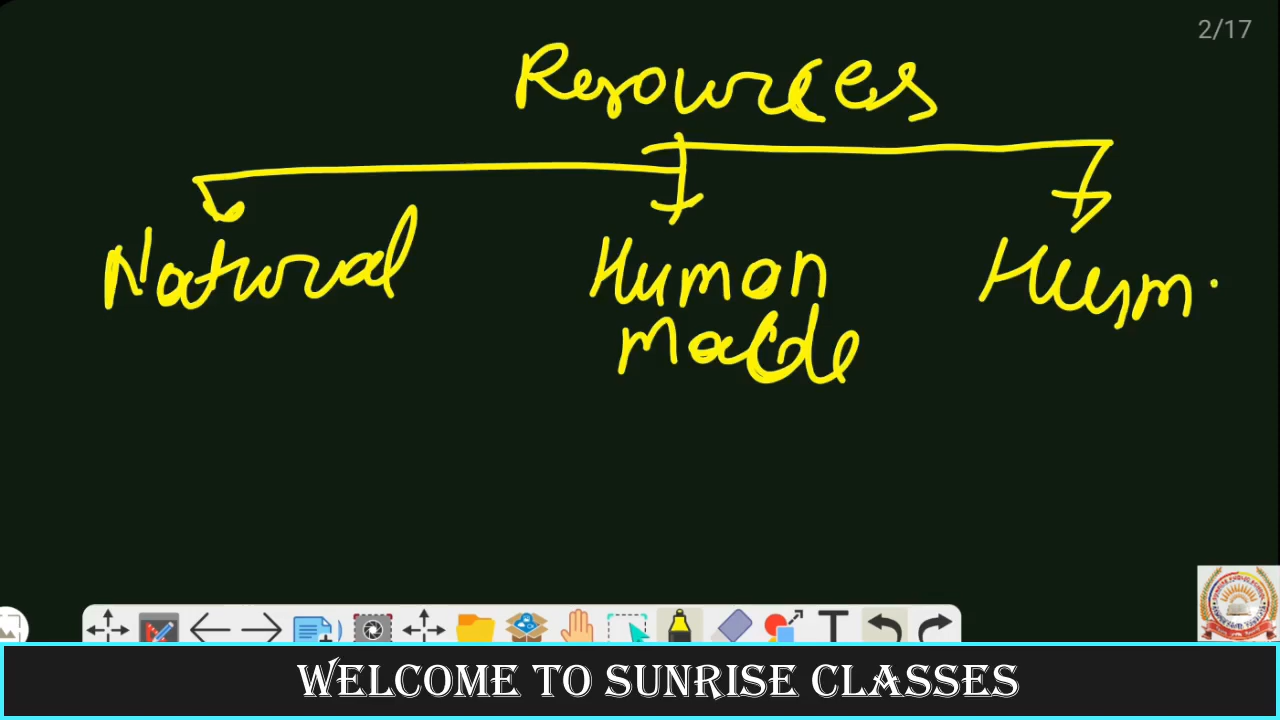 2/17
Resources
Natural
Human
made
Hum.
WELCOME TO SUNRISE CLASSES